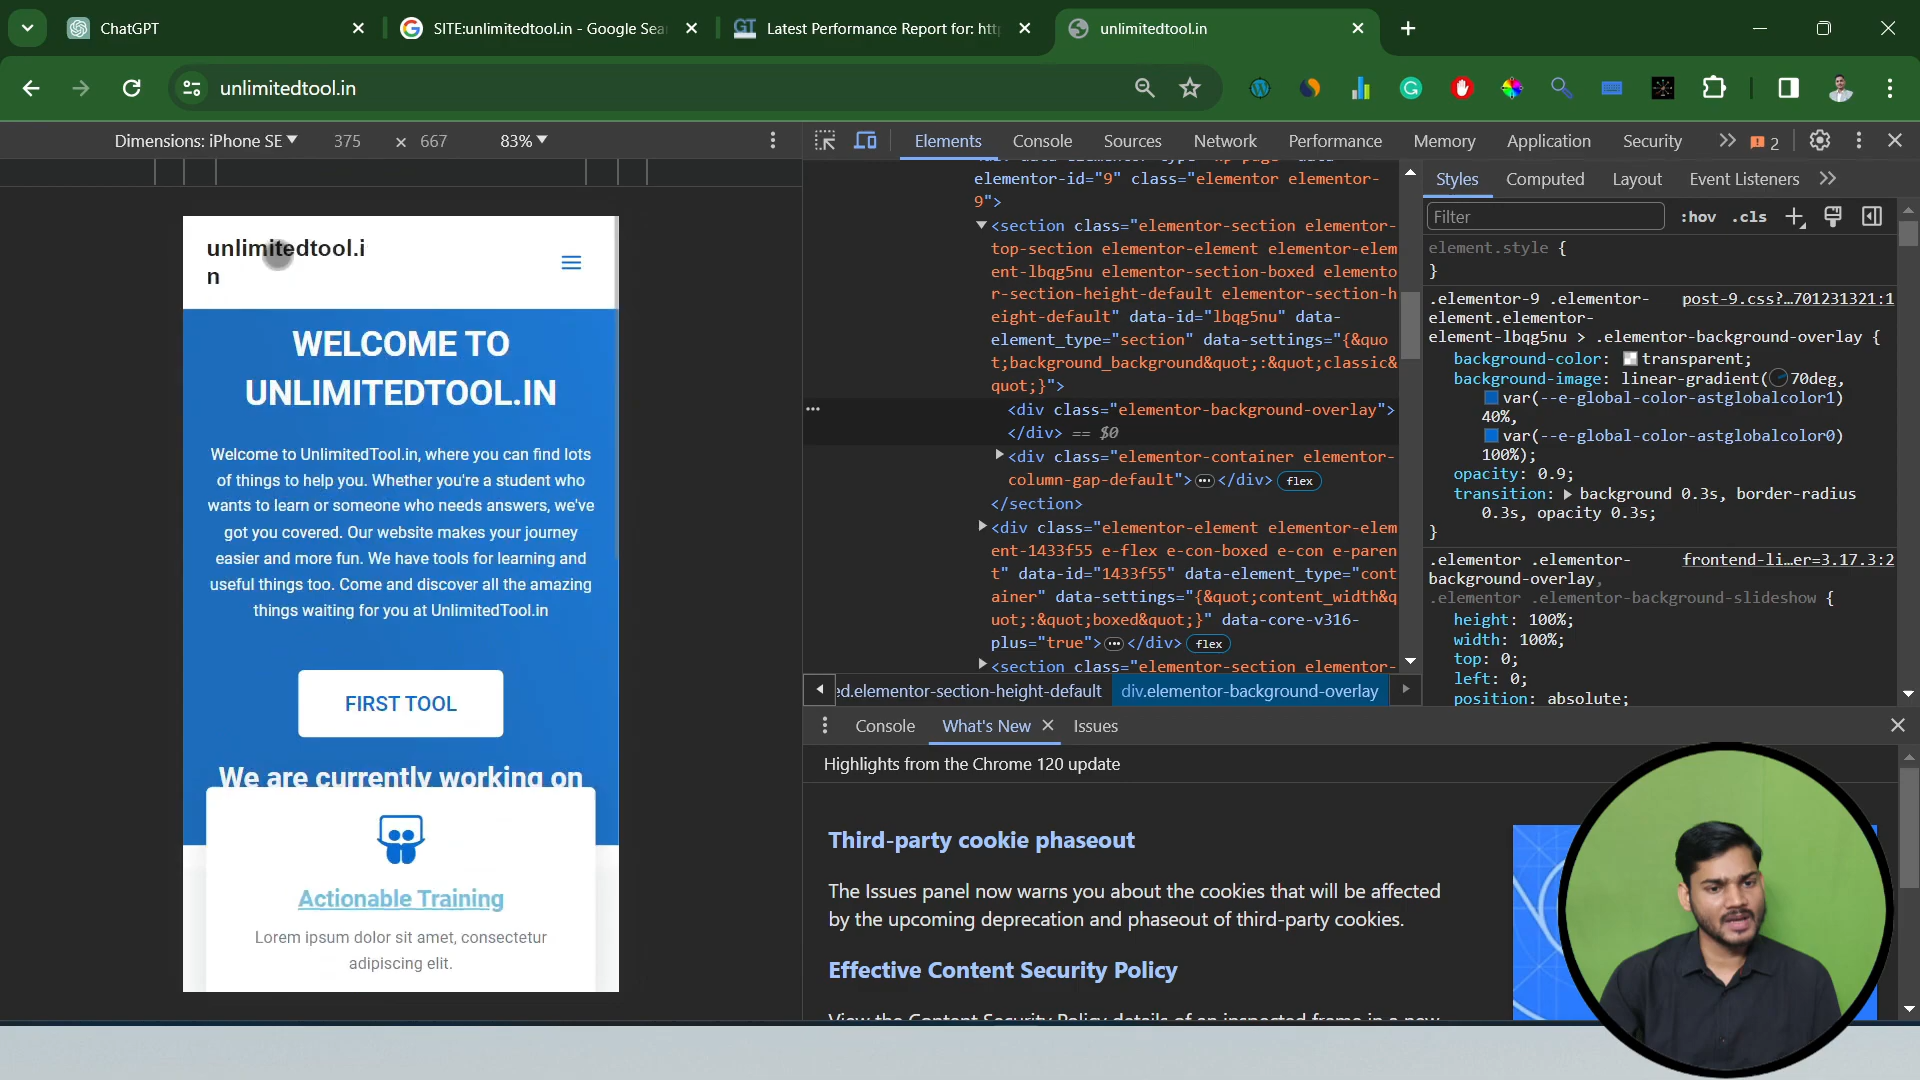 ChatGPT
SITE:unlimitedtool.in - Google Sea
Latest Performance Report for: htt
unlimitedtool.in
unlimitedtool.in
Dimensions: iPhone SE 375 × 667 83%
Elements Console Sources Network Performance Memory Application Security 2
unlimitedtool.i
n
WELCOME TO
UNLIMITEDTOOL.IN
Welcome to UnlimitedTool.in, where you can find lots
of things to help you. Whether you're a student who
wants to learn or someone who needs answers, we've
got you covered. Our website makes your journey
easier and more fun. We have tools for learning and
useful things too. Come and discover all the amazing
things waiting for you at UnlimitedTool.in
FIRST TOOL
We are currently working on
Actionable Training
Lorem ipsum dolor sit amet, consectetur
adipiscing elit.
elementor-id="9" class="elementor elementor-
9">
<section class="elementor-section elementor-
top-section elementor-element elementor-elem
ent-lbqg5nu elementor-section-boxed elemento
r-section-height-default elementor-section-h
eight-default" data-id="lbqg5nu" data-
element_type="section" data-settings="{&quo
t;background_background&quot;:&quot;classic&
quot;}">
<div class="elementor-background-overlay">
</div> == $0
<div class="elementor-container elementor-
column-gap-default"> </div> flex
</section>
<div class="elementor-element elementor-elem
ent-1433f55 e-flex e-con-boxed e-con e-paren
t" data-id="1433f55" data-element_type="cont
ainer" data-settings="{&quot;content_width&q
uot;:&quot;boxed&quot;}" data-core-v316-
plus="true"> </div> flex
<section class="elementor-section elementor-
ed.elementor-section-height-default div.elementor-background-overlay
Styles Computed Layout Event Listeners
Filter :hov .cls
element.style {
}
.elementor-9 .elementor- post-9.css?…701231321:1
element.elementor-
element-lbqg5nu > .elementor-background-overlay {
background-color: transparent;
background-image: linear-gradient( 70deg,
var(--e-global-color-astglobalcolor1)
40%,
var(--e-global-color-astglobalcolor0)
100%);
opacity: 0.9;
transition: background 0.3s, border-radius
0.3s, opacity 0.3s;
}
.elementor .elementor- frontend-li…er=3.17.3:2
background-overlay,
.elementor .elementor-background-slideshow {
height: 100%;
width: 100%;
top: 0;
left: 0;
position: absolute;
Console What's New Issues
Highlights from the Chrome 120 update
Third-party cookie phaseout
The Issues panel now warns you about the cookies that will be affected
by the upcoming deprecation and phaseout of third-party cookies.
Effective Content Security Policy
View the Content Security Policy details of an inspected frame in a new